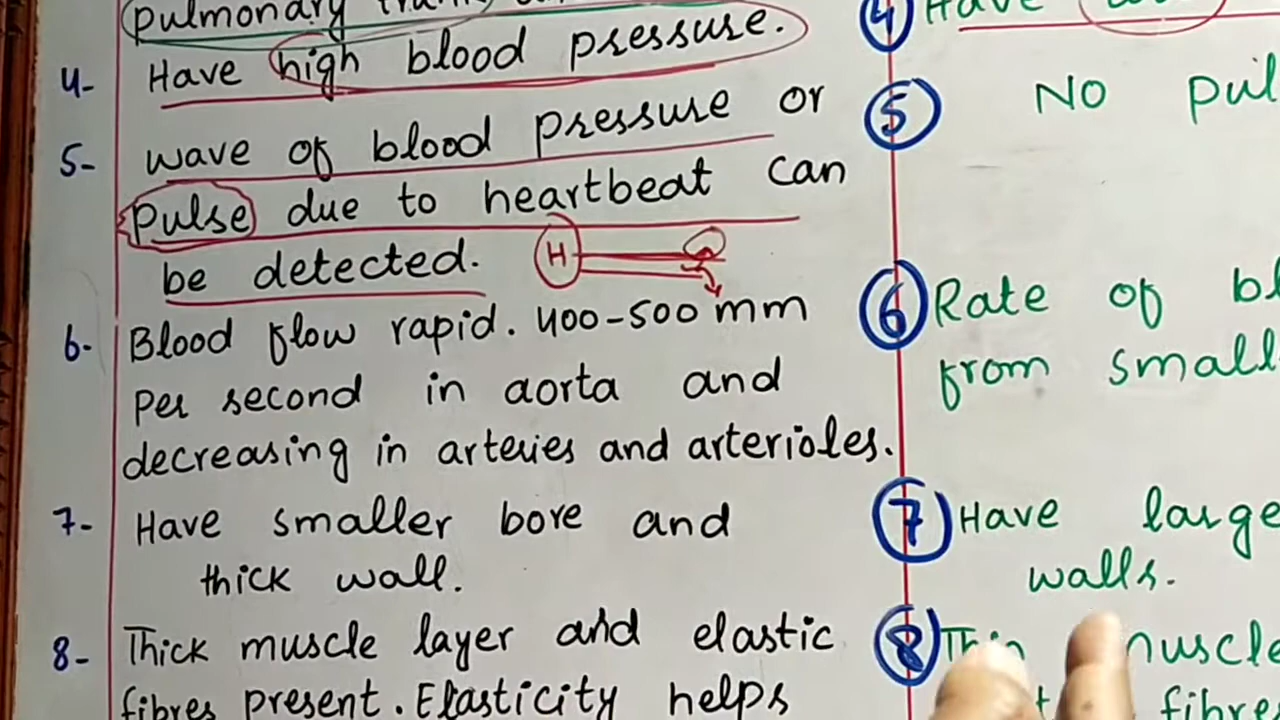 pulmonary
4- Have high blood pressure.
5- wave of blood pressure or
Pulse due to heartbeat can
be detected.
H
6- Blood flow rapid. 400-500 mm
Per second in aorta and
decreasing in arteries and arterioles.
7- Have smaller bore and
thick wall.
8- Thick muscle layer and elastic
fibres present. Elasticity helps
4 Have
5 No pul
6 Rate of bl
from small
7 Have large
walls.
8 Thin muscle
fibres